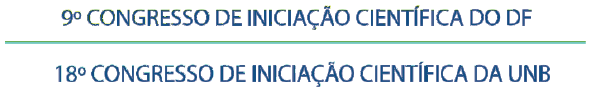 9º CONGRESSO DE INICIAÇÃO CIENTÍFICA DO DF
18º CONGRESSO DE INICIAÇÃO CIENTÍFICA DA UNB